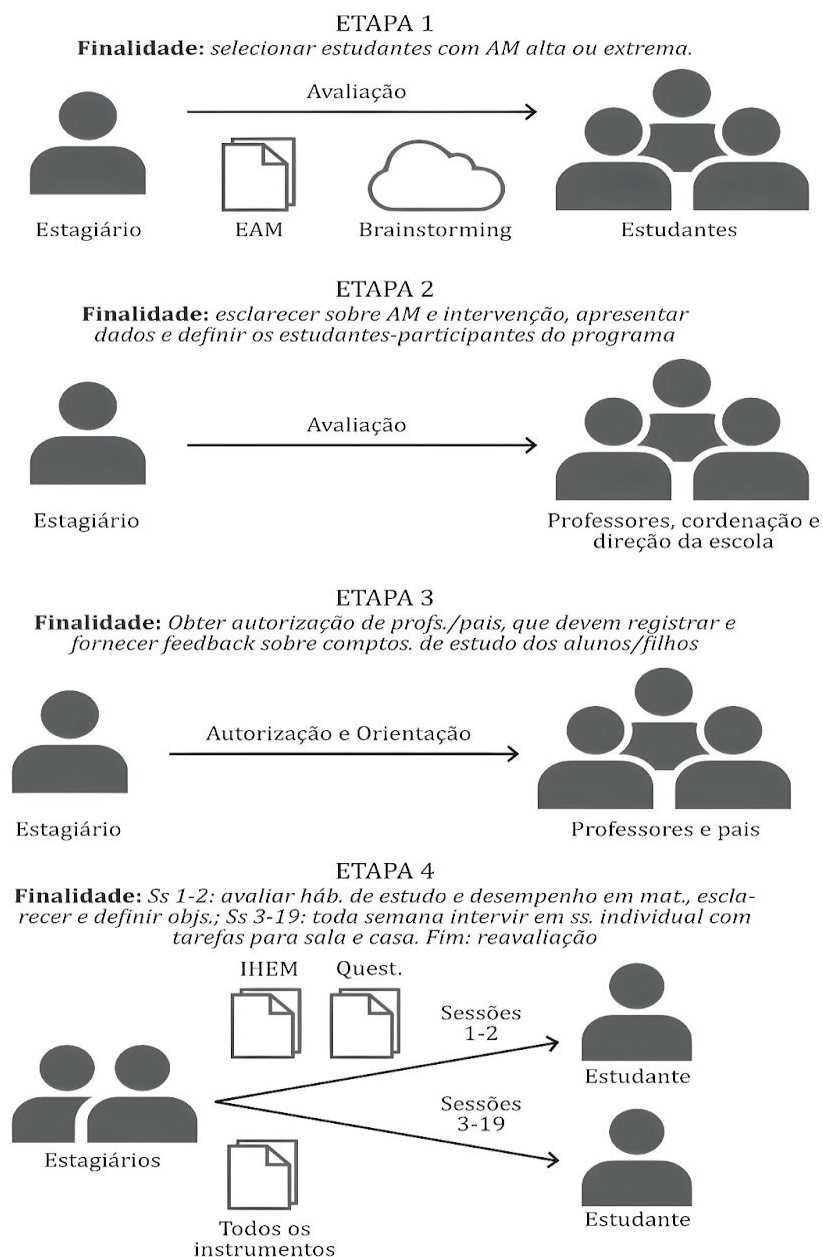 ETAPA 1
Finalidade: selecionar estudantes com AM alta ou extrema.
Avaliação
Estagiário
EAM
Brainstorming
Estudantes
ETAPA 2
Finalidade: esclarecer sobre AM e intervenção, apresentar
dados e definir os estudantes-participantes do programa
Avaliação
Estagiário
Professores, cordenação e
direção da escola
ETAPA 3
Finalidade: Obter autorização de profs./pais, que devem registrar e
fornecer feedback sobre comptos. de estudo dos alunos/filhos
Autorização e Orientação
Estagiário
Professores e pais
ETAPA 4
Finalidade: Ss 1-2: avaliar háb. de estudo e desempenho em mat., escla-
recer e definir objs.; Ss 3-19: toda semana intervir em ss. individual com
tarefas para sala e casa. Fim: reavaliação
IHEM
Quest.
Sessões
1-2
Estudante
Sessões
3-19
Estagiários
Estudante
Todos os
instrumentos